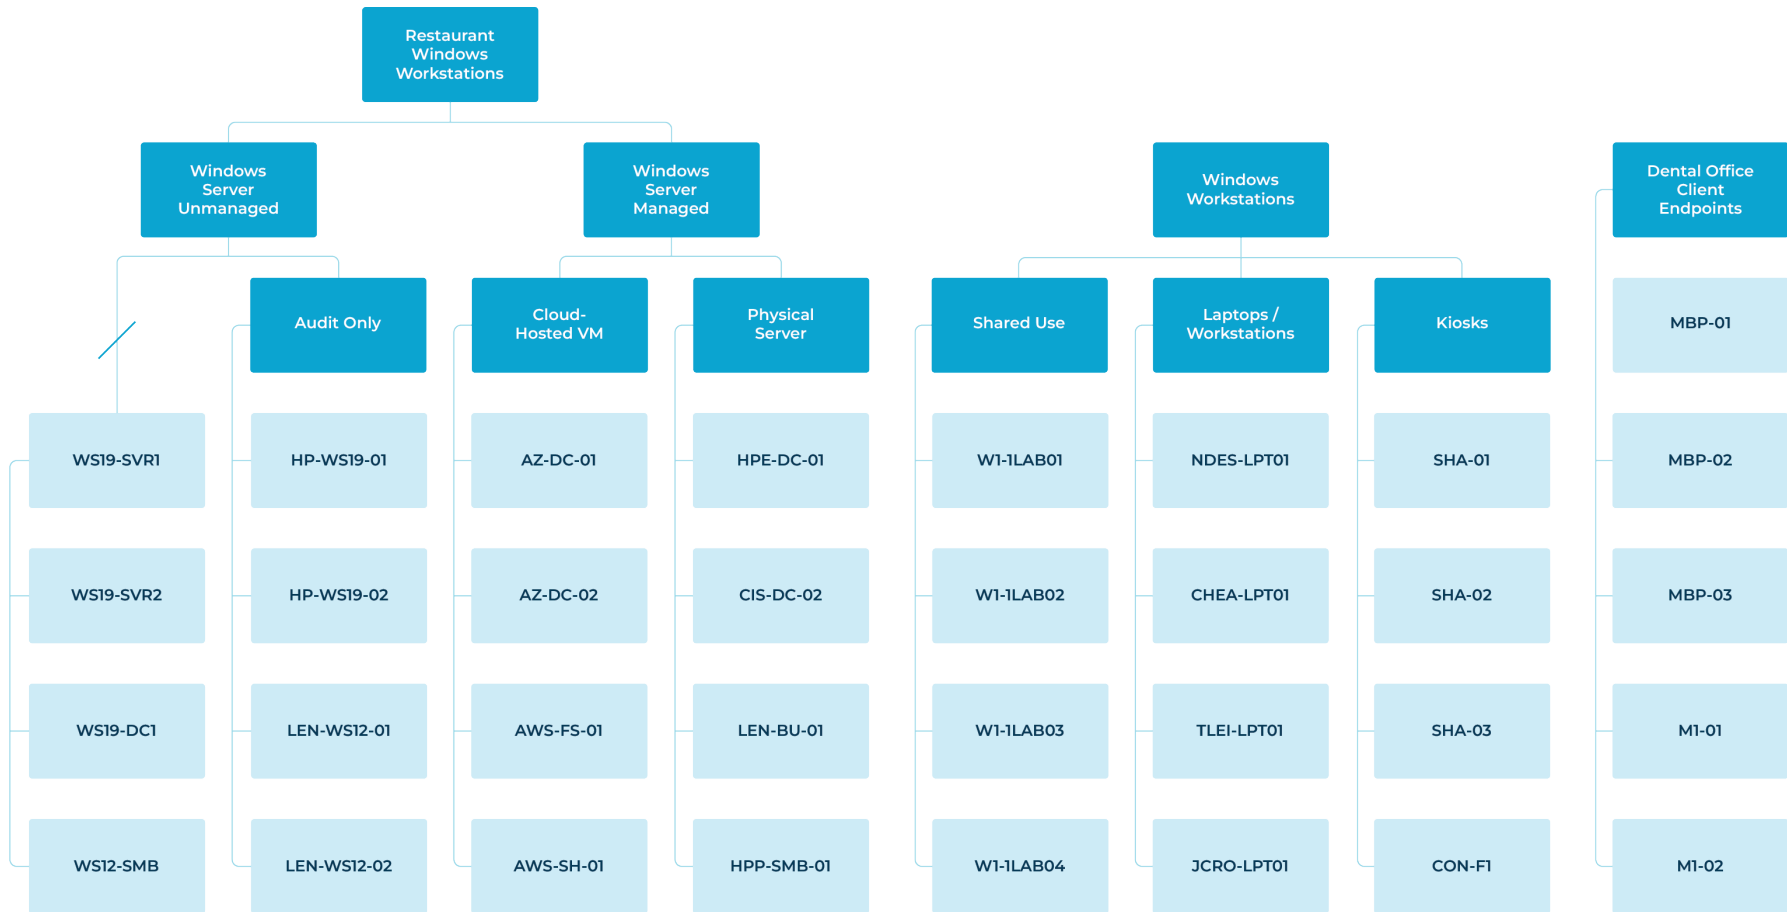 Restaurant
Windows
Workstations
Windows
Server
Unmanaged
Windows
Server
Managed
Windows
Workstations
Dental Office
Client
Endpoints
Audit Only
Cloud-
Hosted VM
Physical
Server
Shared Use
Laptops /
Workstations
Kiosks
MBP-01
WS19-SVR1
HP-WS19-01
AZ-DC-01
HPE-DC-01
W1-1LAB01
NDES-LPT01
SHA-01
MBP-02
WS19-SVR2
HP-WS19-02
AZ-DC-02
CIS-DC-02
W1-1LAB02
CHEA-LPT01
SHA-02
MBP-03
WS19-DC1
LEN-WS12-01
AWS-FS-01
LEN-BU-01
W1-1LAB03
TLEI-LPT01
SHA-03
M1-01
WS12-SMB
LEN-WS12-02
AWS-SH-01
HPP-SMB-01
W1-1LAB04
JCRO-LPT01
CON-F1
M1-02